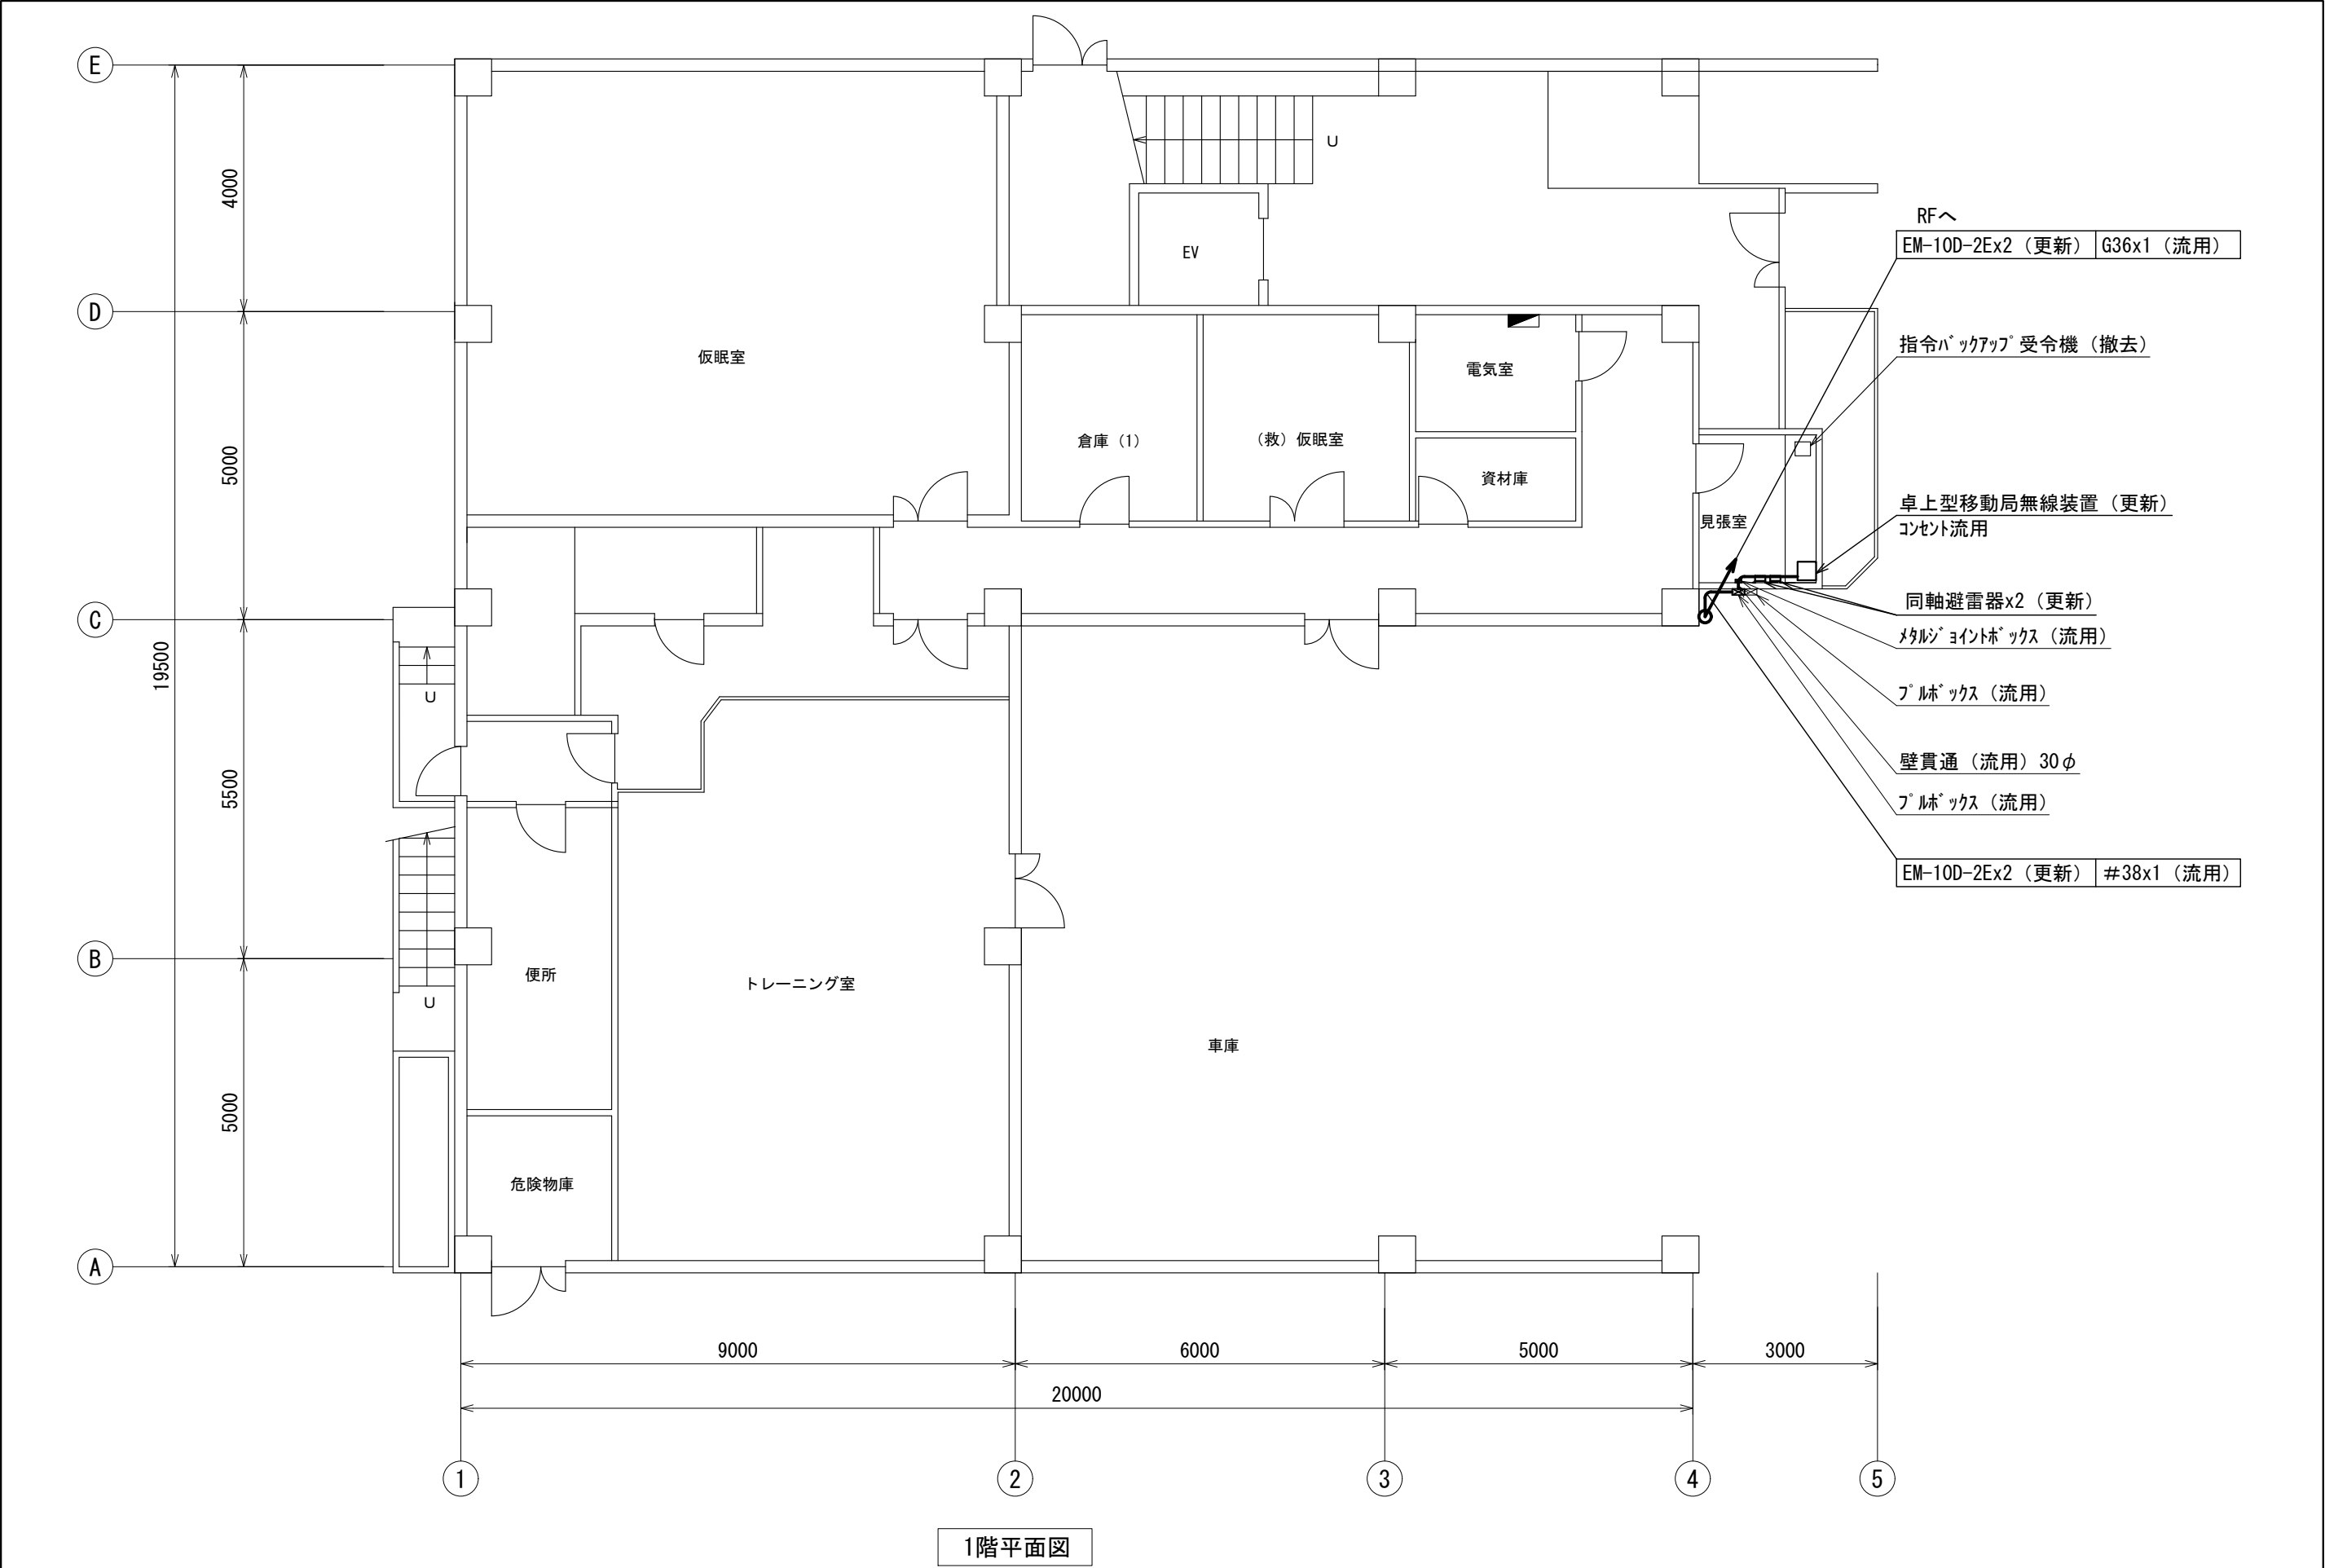 E
4000
U
RFへ
EM-10D-2Ex2（更新） G36x1（流用）
EV
D
指令ﾊﾞｯｸｱｯﾌﾟ受令機（撤去）
仮眠室
電気室
倉庫（1）
（救）仮眠室
5000
資材庫
卓上型移動局無線装置（更新）
見張室
ｺﾝｾﾝﾄ流用
同軸避雷器x2（更新）
C
ﾒﾀﾙｼﾞｮｲﾝﾄﾎﾞｯｸｽ（流用）
19500
U
ﾌﾟﾙﾎﾞｯｸｽ（流用）
壁貫通（流用）30φ
5500
ﾌﾟﾙﾎﾞｯｸｽ（流用）
EM-10D-2Ex2（更新） #38x1（流用）
B
便所
トレーニング室
U
車庫
5000
危険物庫
A
9000
6000
5000
3000
20000
1
2
3
4
5
1階平面図